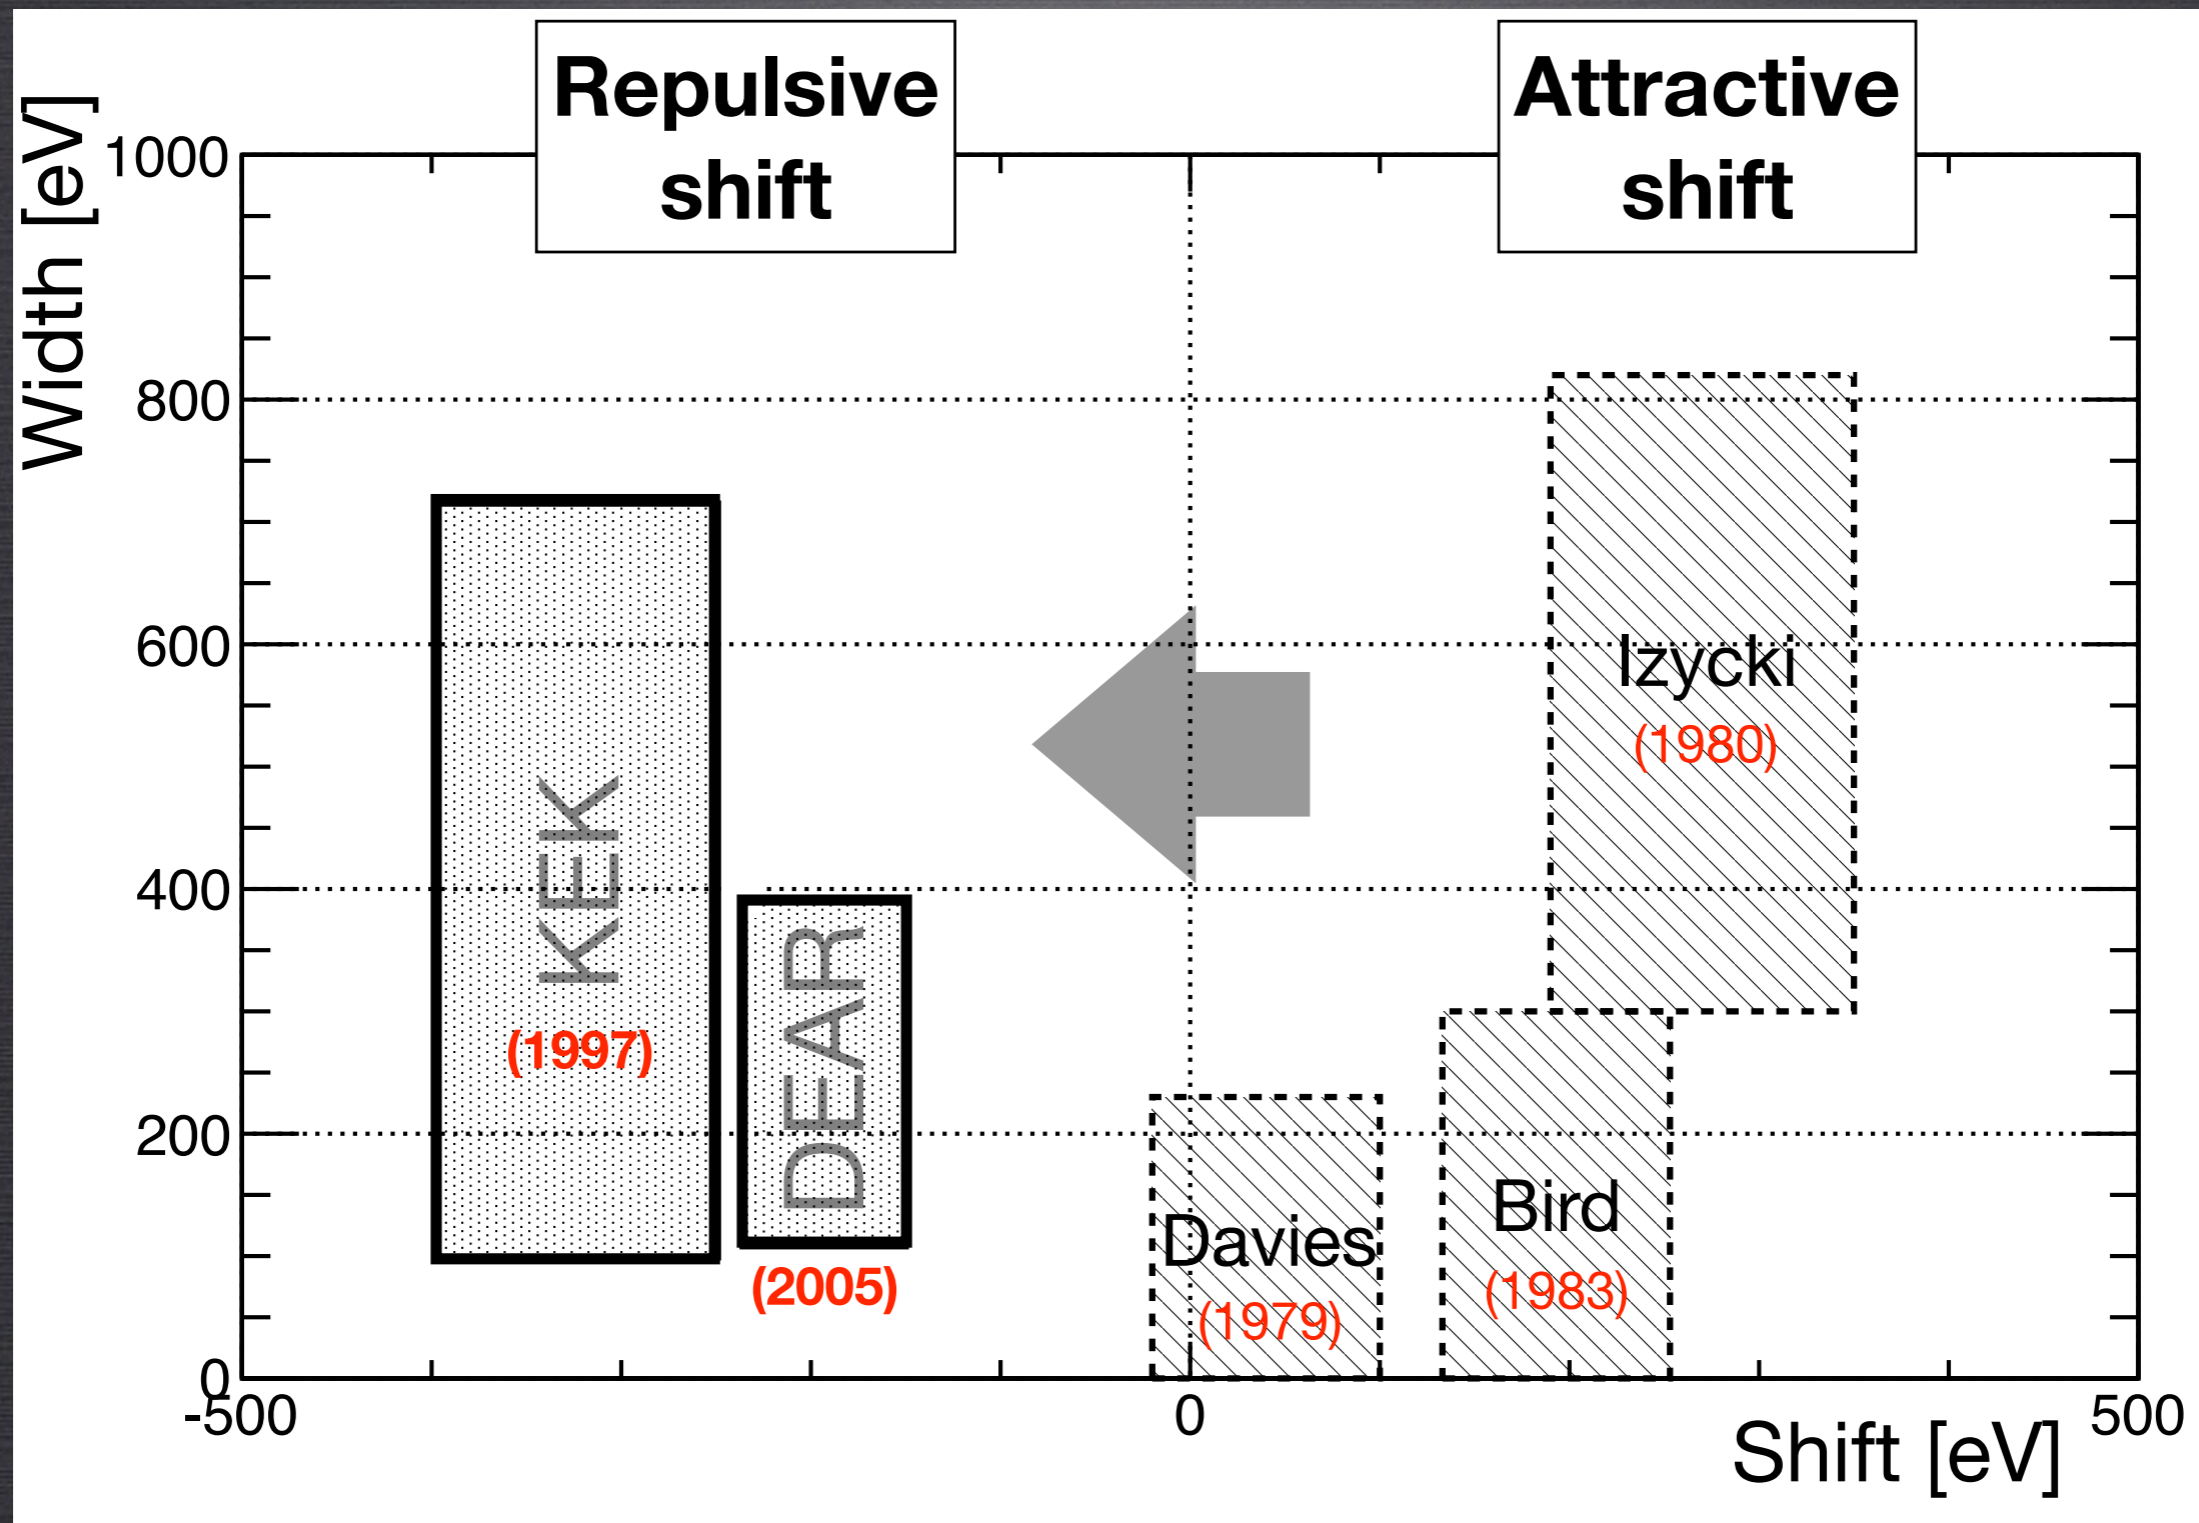 Repulsive
shift
Attractive
shift
Width [eV]
1000
800
600
400
200
0
KEK
(1997)
DEAR
(2005)
Izycki
(1980)
Davies
(1979)
Bird
(1983)
-500
0
500
Shift [eV]